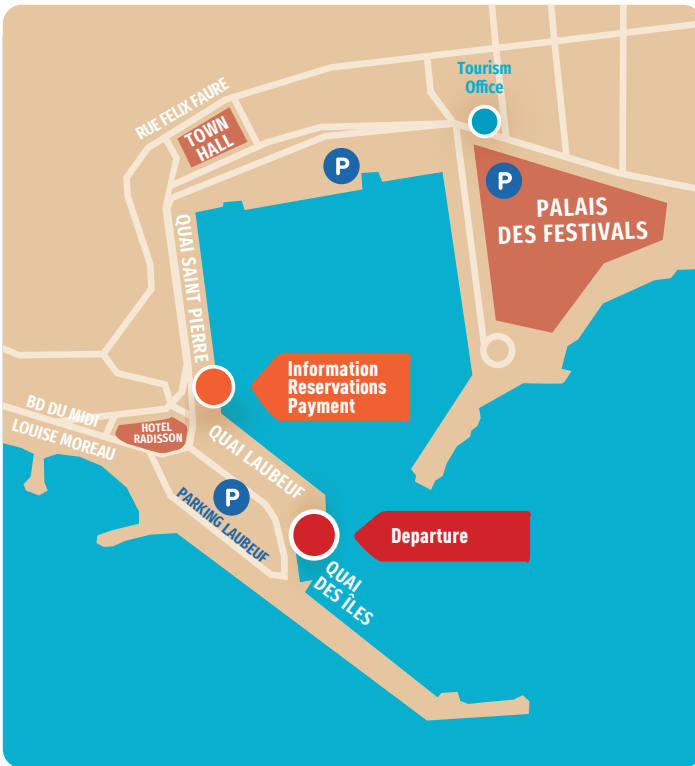 Tourism
Office
RUE FELIX FAURE
TOWN
HALL
P
P
PALAIS
DES FESTIVALS
QUAI SAINT PIERRE
Information
Reservations
Payment
BD DU MIDI
LOUISE MOREAU
HOTEL
RADISSON
QUAI LAUBEUF
P
PARKING LAUBEUF
Departure
QUAI
DES ÎLES